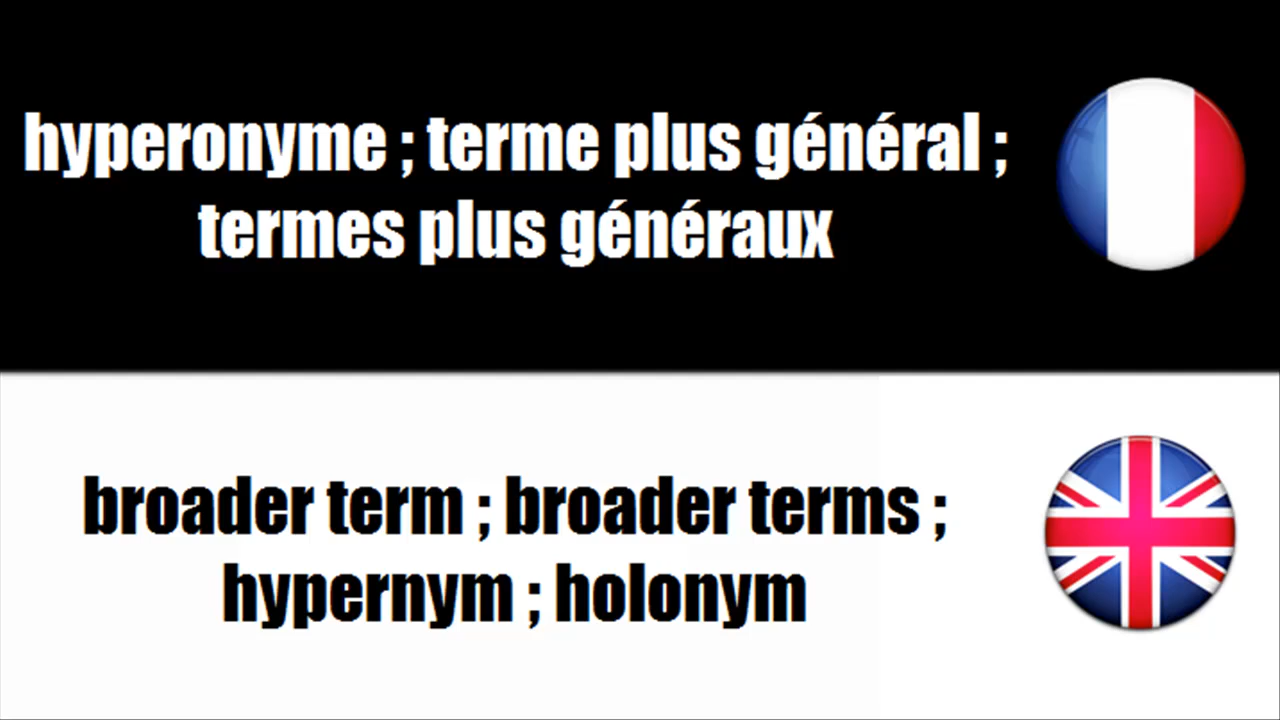 hyperonyme ; terme plus général ;
termes plus généraux
broader term ; broader terms ;
hypernym ; holonym